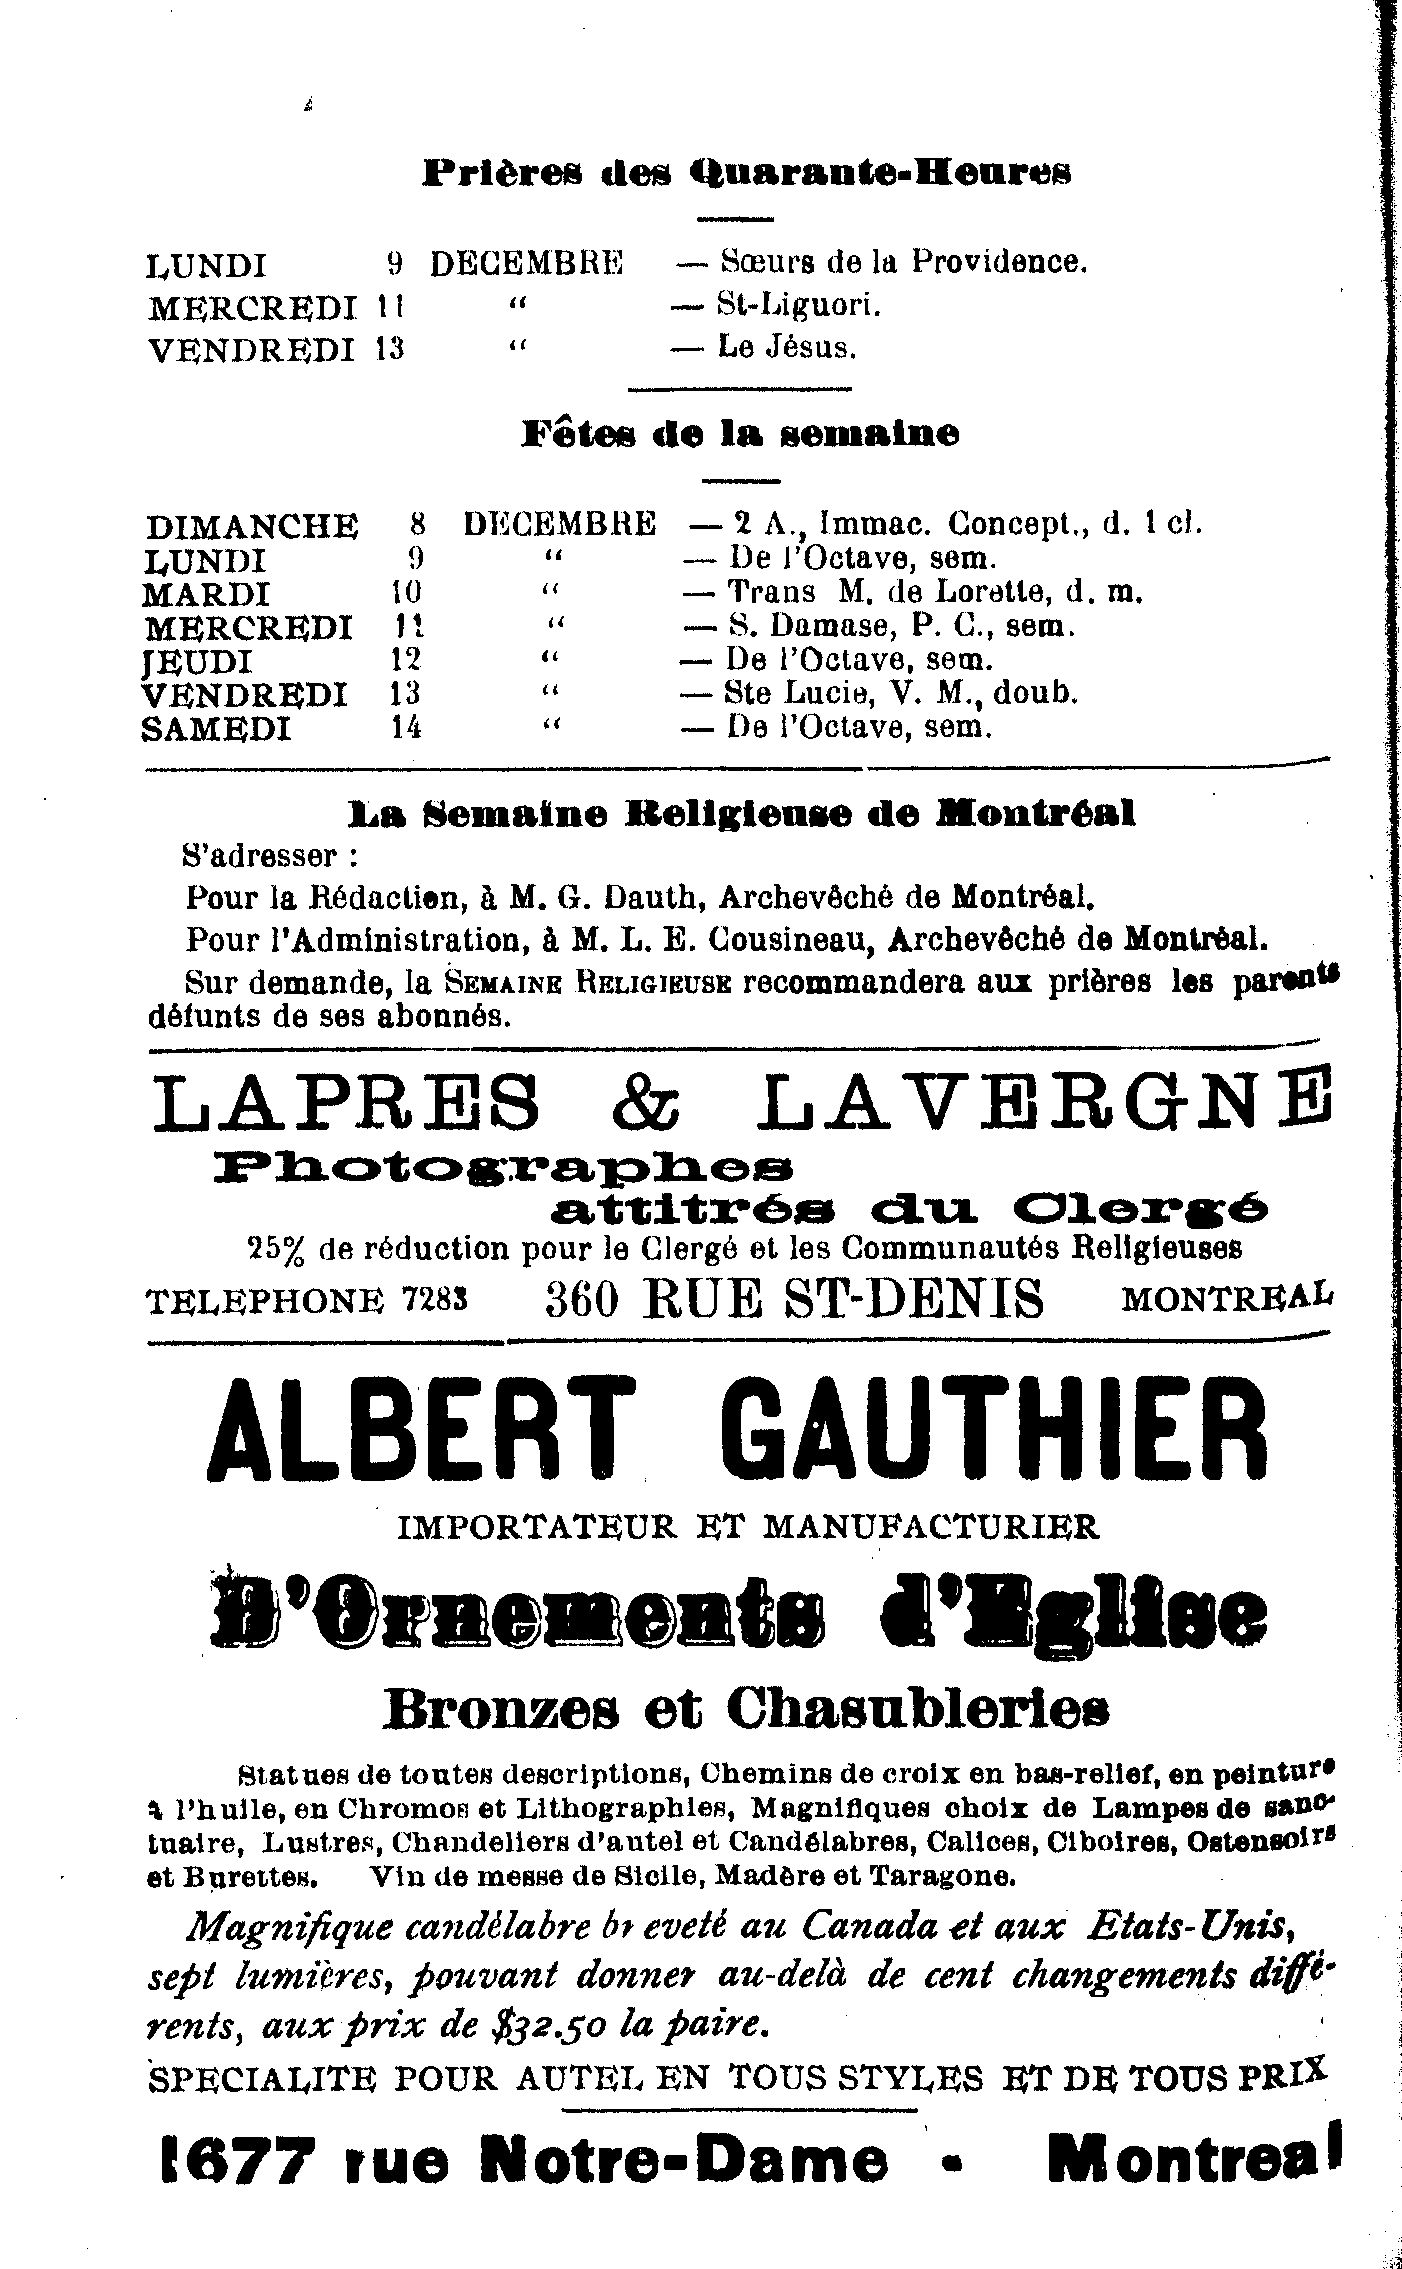 Prières des Quarante-Heures
LUNDI 9 DECEMBRE — Sœurs de la Providence.
MERCREDI 11 “ — St-Liguori.
VENDREDI 13 “ — Le Jésus.
Fêtes de la semaine
DIMANCHE 8 DECEMBRE — 2 A., Immac. Concept., d. 1 cl.
LUNDI 9 “ — De l'Octave, sem.
MARDI 10 “ — Trans M. de Lorette, d. m.
MERCREDI 11 “ — S. Damase, P. C., sem.
JEUDI 12 “ — De l'Octave, sem.
VENDREDI 13 “ — Ste Lucie, V. M., doub.
SAMEDI 14 “ — De l'Octave, sem.
La Semaine Religieuse de Montréal
S'adresser :
Pour la Rédaction, à M. G. Dauth, Archevêché de Montréal.
Pour l'Administration, à M. L. E. Cousineau, Archevêché de Montréal.
Sur demande, la SEMAINE RELIGIEUSE recommandera aux prières les parents
défunts de ses abonnés.
LAPRES & LAVERGNE
Photographes
attitrés du Clergé
25% de réduction pour le Clergé et les Communautés Religieuses
TELEPHONE 7283 360 RUE ST-DENIS MONTREAL
ALBERT GAUTHIER
IMPORTATEUR ET MANUFACTURIER
D'Ornements d'Eglise
Bronzes et Chasubleries
Statues de toutes descriptions, Chemins de croix en bas-relief, en peinture
à l'huile, en Chromos et Lithographies, Magnifiques choix de Lampes de sanc-
tuaire, Lustres, Chandeliers d'autel et Candélabres, Calices, Ciboires, Ostensoirs
et Burettes. Vin de messe de Sicile, Madère et Taragone.
Magnifique candélabre breveté au Canada et aux Etats-Unis,
sept lumières, pouvant donner au-delà de cent changements diffé-
rents, aux prix de $32.50 la paire.
SPECIALITE POUR AUTEL EN TOUS STYLES ET DE TOUS PRIX
1677 rue Notre-Dame - Montreal